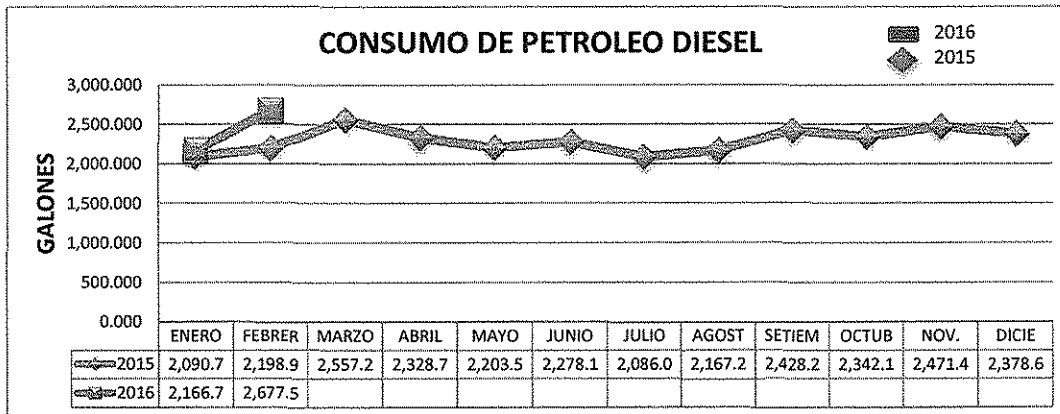 CONSUMO DE PETROLEO DIESEL
2016
2015
GALONES
3,000.000
2,500.000
2,000.000
1,500.000
1,000.000
500.000
0.000
ENERO FEBRER MARZO ABRIL MAYO JUNIO JULIO AGOST SETIEM OCTUB NOV. DICIE
2015 2,090.7 2,198.9 2,557.2 2,328.7 2,203.5 2,278.1 2,086.0 2,167.2 2,428.2 2,342.1 2,471.4 2,378.6
2016 2,166.7 2,677.5